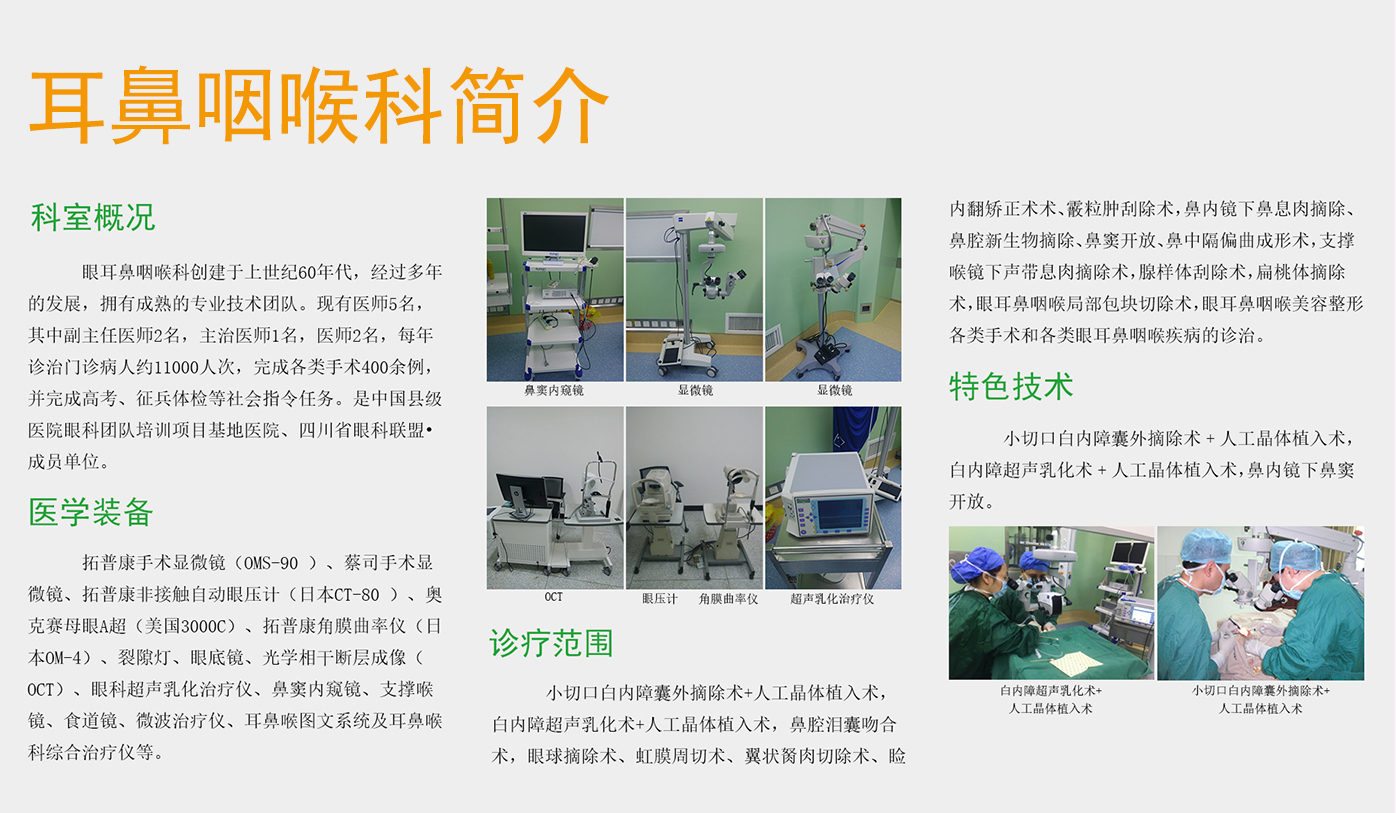 耳鼻咽喉科简介
科室概况
眼耳鼻咽喉科创建于上世纪60年代，经过多年
的发展，拥有成熟的专业技术团队。现有医师5名，
其中副主任医师2名，主治医师1名，医师2名，每年
诊治门诊病人约11000人次，完成各类手术400余例，
并完成高考、征兵体检等社会指令任务。是中国县级
医院眼科团队培训项目基地医院、四川省眼科联盟•
成员单位。
医学装备
拓普康手术显微镜（OMS-90 ）、蔡司手术显
微镜、拓普康非接触自动眼压计（日本CT-80 ）、奥
克赛母眼A超（美国3000C）、拓普康角膜曲率仪（日
本OM-4）、裂隙灯、眼底镜、光学相干断层成像（
OCT）、眼科超声乳化治疗仪、鼻窦内窥镜、支撑喉
镜、食道镜、微波治疗仪、耳鼻喉图文系统及耳鼻喉
科综合治疗仪等。
鼻窦内窥镜
显微镜
显微镜
OCT
眼压计
角膜曲率仪
超声乳化治疗仪
诊疗范围
小切口白内障囊外摘除术+人工晶体植入术，
白内障超声乳化术+人工晶体植入术，鼻腔泪囊吻合
术，眼球摘除术、虹膜周切术、翼状胬肉切除术、睑
内翻矫正术术、霰粒肿刮除术，鼻内镜下鼻息肉摘除、
鼻腔新生物摘除、鼻窦开放、鼻中隔偏曲成形术，支撑
喉镜下声带息肉摘除术，腺样体刮除术，扁桃体摘除
术，眼耳鼻咽喉局部包块切除术，眼耳鼻咽喉美容整形
各类手术和各类眼耳鼻咽喉疾病的诊治。
特色技术
小切口白内障囊外摘除术 + 人工晶体植入术，
白内障超声乳化术 + 人工晶体植入术，鼻内镜下鼻窦
开放。
白内障超声乳化术+
人工晶体植入术
小切口白内障囊外摘除术+
人工晶体植入术